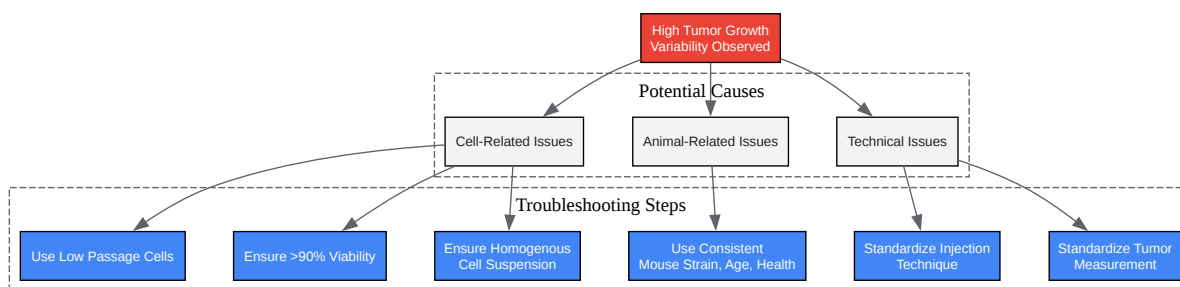 High Tumor Growth
Variability Observed
Potential Causes
Cell-Related Issues
Animal-Related Issues
Technical Issues
Troubleshooting Steps
Use Low Passage Cells
Ensure >90% Viability
Ensure Homogenous
Cell Suspension
Use Consistent
Mouse Strain, Age, Health
Standardize Injection
Technique
Standardize Tumor
Measurement